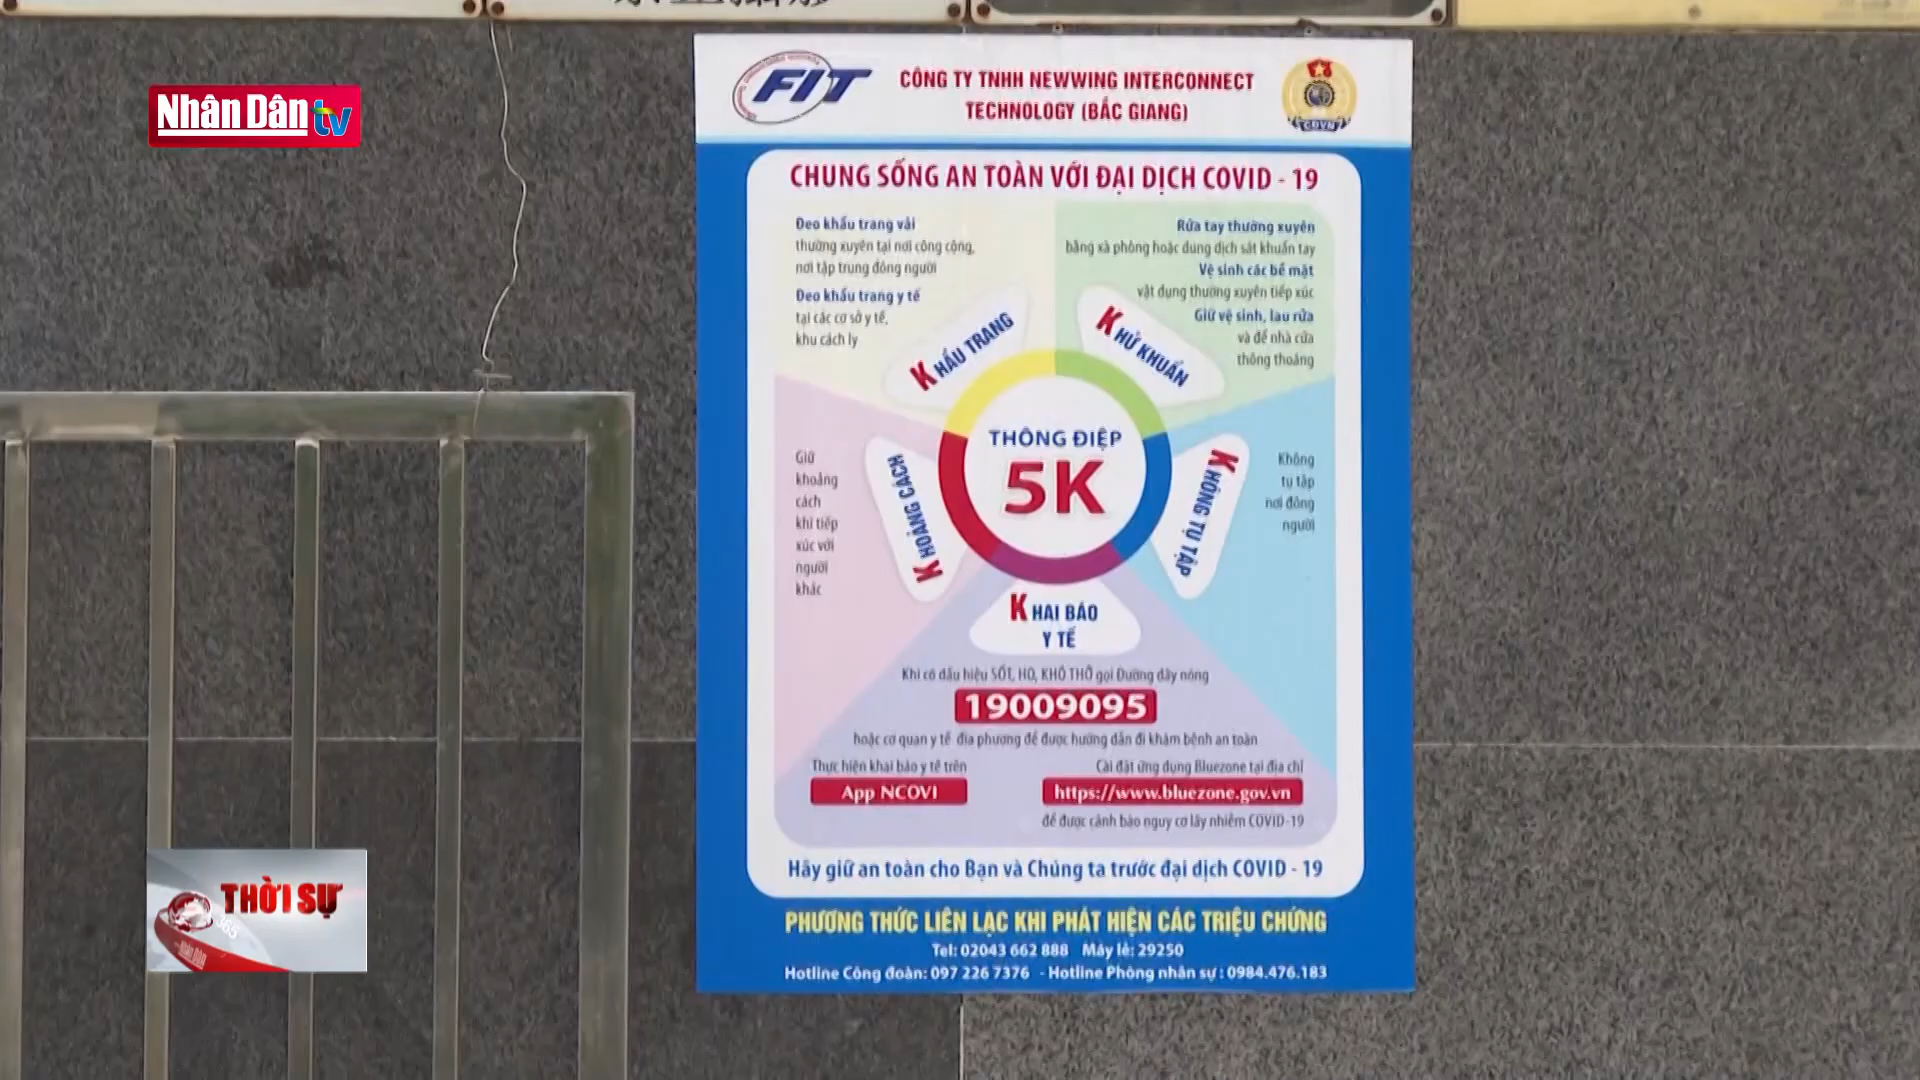 Nhân Dân tv
FIT
CÔNG TY TNHH NEWWING INTERCONNECT
TECHNOLOGY (BẮC GIANG)
CĐVN
CHUNG SỐNG AN TOÀN VỚI ĐẠI DỊCH COVID - 19
Đeo khẩu trang vải
thường xuyên tại nơi công cộng,
nơi tập trung đông người
Đeo khẩu trang y tế
tại các cơ sở y tế,
khu cách ly
Rửa tay thường xuyên
bằng xà phòng hoặc dung dịch sát khuẩn tay
Vệ sinh các bề mặt
vật dụng thường xuyên tiếp xúc
Giữ vệ sinh, lau rửa
và để nhà cửa
thông thoáng
KHẨU TRANG
KHỬ KHUẨN
THÔNG ĐIỆP
5K
Giữ
khoảng
cách
khi tiếp
xúc với
người
khác
KHOẢNG CÁCH
KHÔNG TỤ TẬP
Không
tụ tập
nơi đông
người
KHAI BÁO
Y TẾ
Khi có dấu hiệu SỐT, HO, KHÓ THỞ gọi Đường dây nóng
19009095
hoặc cơ quan y tế địa phương để được hướng dẫn đi khám bệnh an toàn
Thực hiện khai báo y tế trên
App NCOVI
Cài đặt ứng dụng Bluezone tại địa chỉ
https://www.bluezone.gov.vn
để được cảnh báo nguy cơ lây nhiễm COVID-19
Hãy giữ an toàn cho Bạn và Chúng ta trước đại dịch COVID - 19
PHƯƠNG THỨC LIÊN LẠC KHI PHÁT HIỆN CÁC TRIỆU CHỨNG
Tel: 02043 662 888 Máy lẻ: 29250
Hotline Công đoàn: 097 226 7376 - Hotline Phòng nhân sự : 0984.476.183
THỜI SỰ
365
NHÂN DÂN